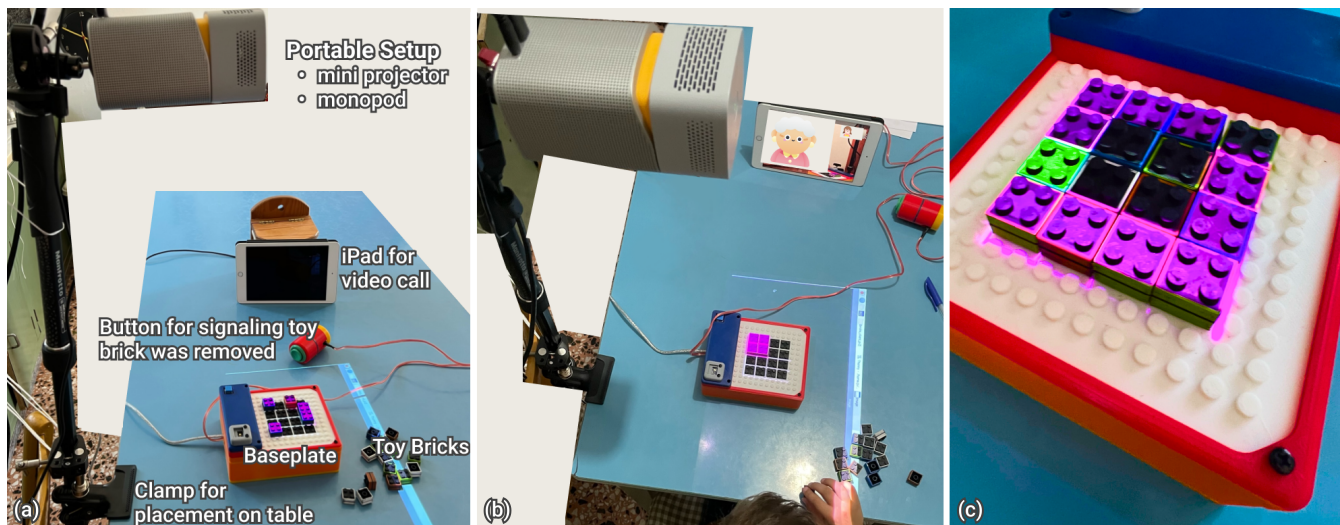 Portable Setup
• mini projector
• monopod
iPad for
video call
Button for signaling toy
brick was removed
Baseplate
Toy Bricks
Clamp for
placement on table
(a)
(b)
(c)